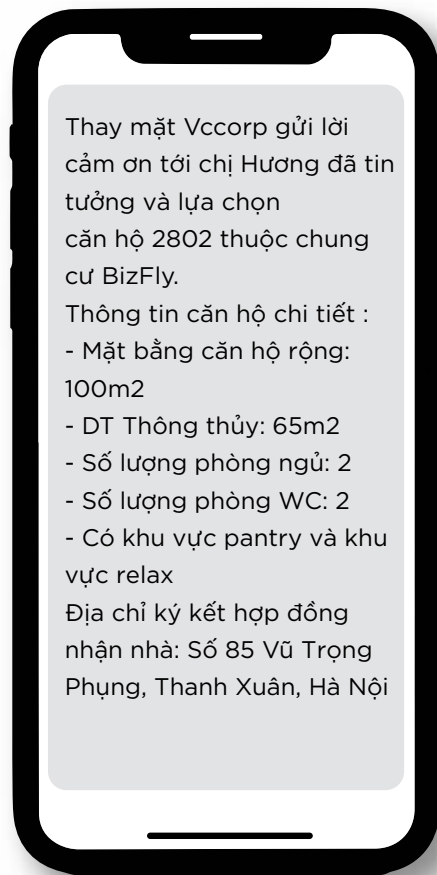 Thay mặt Vccorp gửi lời
cảm ơn tới chị Hương đã tin
tưởng và lựa chọn
căn hộ 2802 thuộc chung
cư BizFly.
Thông tin căn hộ chi tiết :
- Mặt bằng căn hộ rộng:
100m2
- DT Thông thủy: 65m2
- Số lượng phòng ngủ: 2
- Số lượng phòng WC: 2
- Có khu vực pantry và khu
vực relax
Địa chỉ ký kết hợp đồng
nhận nhà: Số 85 Vũ Trọng
Phụng, Thanh Xuân, Hà Nội